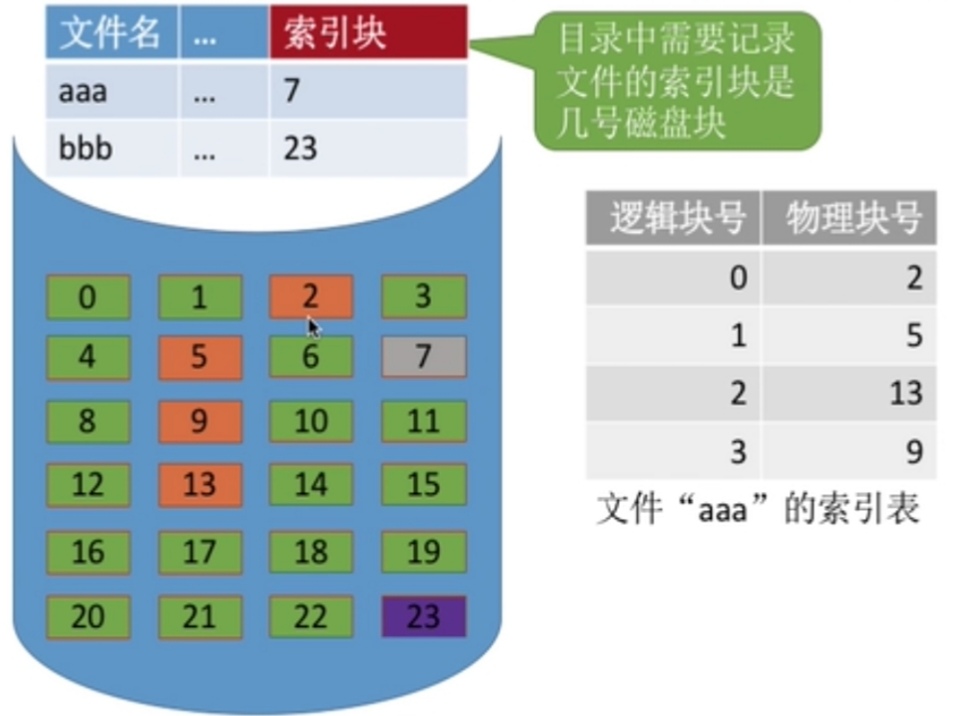 文件名 ... 索引块
aaa ... 7
bbb ... 23
目录中需要记录
文件的索引块是
几号磁盘块
逻辑块号 物理块号
0 2
1 5
2 13
3 9
文件“aaa”的索引表
0 1 2 3
4 5 6 7
8 9 10 11
12 13 14 15
16 17 18 19
20 21 22 23